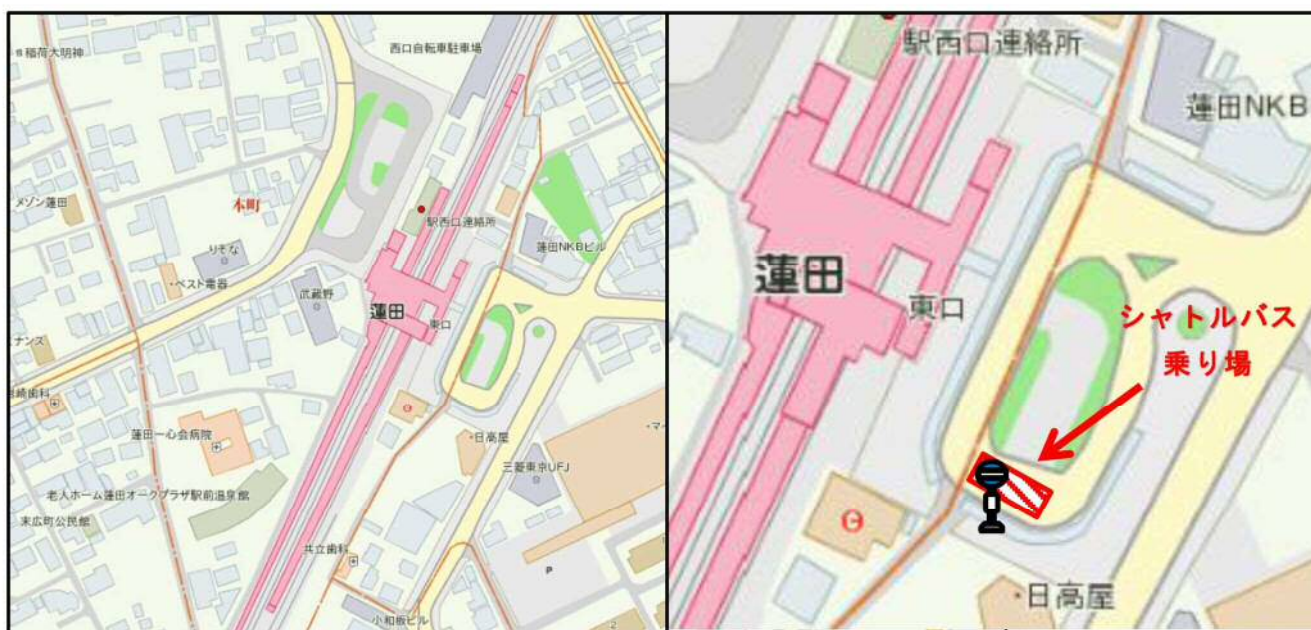 稲荷大明神
西口自転車駐車場
メゾン蓮田
本町
駅西口連絡所
りそな
蓮田NKBビル
ベスト電器
武蔵野
蓮田
東口
ナンズ
崎歯科
日高屋
蓮田一心会病院
三菱東京UFJ
老人ホーム蓮田オークプラザ駅前温泉館
末広町公民館
共立歯科
P
小和板ビル
駅西口連絡所
蓮田NKB
蓮田
東口
シャトルバス
乗り場
日高屋